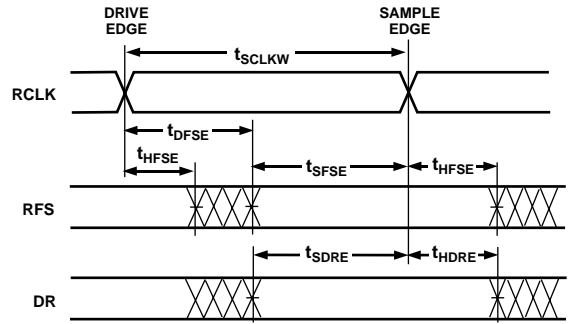 DRIVE EDGE
SAMPLE EDGE
tSCLKW
RCLK
tDFSE
tHFSE
tSFSE
tHFSE
RFS
tSDRE
tHDRE
DR